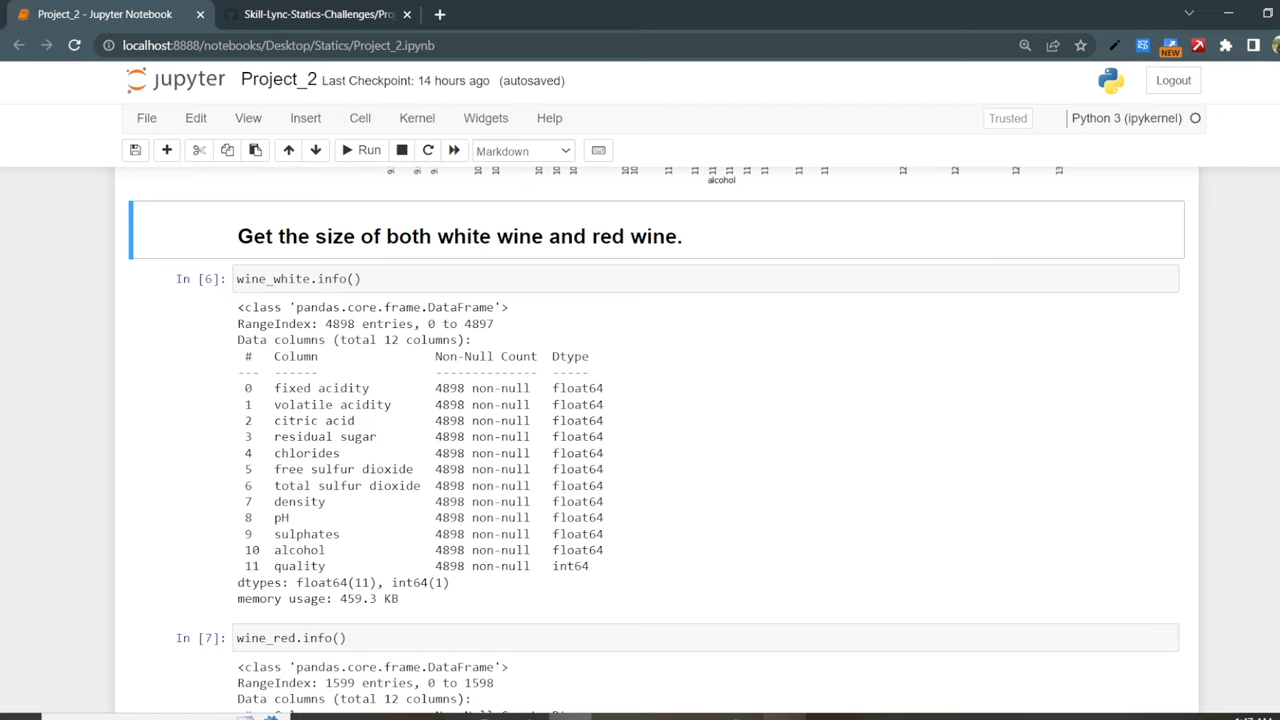 Project_2 - Jupyter Notebook
Skill-Lync-Statics-Challenges/Pro
localhost:8888/notebooks/Desktop/Statics/Project_2.ipynb
NEW
jupyter Project_2 Last Checkpoint: 14 hours ago (autosaved)
Logout
File Edit View Insert Cell Kernel Widgets Help
Trusted
Python 3 (ipykernel)
Run
Markdown
alcohol
Get the size of both white wine and red wine.
In [6]: wine_white.info()
<class 'pandas.core.frame.DataFrame'>
RangeIndex: 4898 entries, 0 to 4897
Data columns (total 12 columns):
# Column Non-Null Count Dtype
--- ------ -------------- -----
0 fixed acidity 4898 non-null float64
1 volatile acidity 4898 non-null float64
2 citric acid 4898 non-null float64
3 residual sugar 4898 non-null float64
4 chlorides 4898 non-null float64
5 free sulfur dioxide 4898 non-null float64
6 total sulfur dioxide 4898 non-null float64
7 density 4898 non-null float64
8 pH 4898 non-null float64
9 sulphates 4898 non-null float64
10 alcohol 4898 non-null float64
11 quality 4898 non-null int64
dtypes: float64(11), int64(1)
memory usage: 459.3 KB
In [7]: wine_red.info()
<class 'pandas.core.frame.DataFrame'>
RangeIndex: 1599 entries, 0 to 1598
Data columns (total 12 columns):